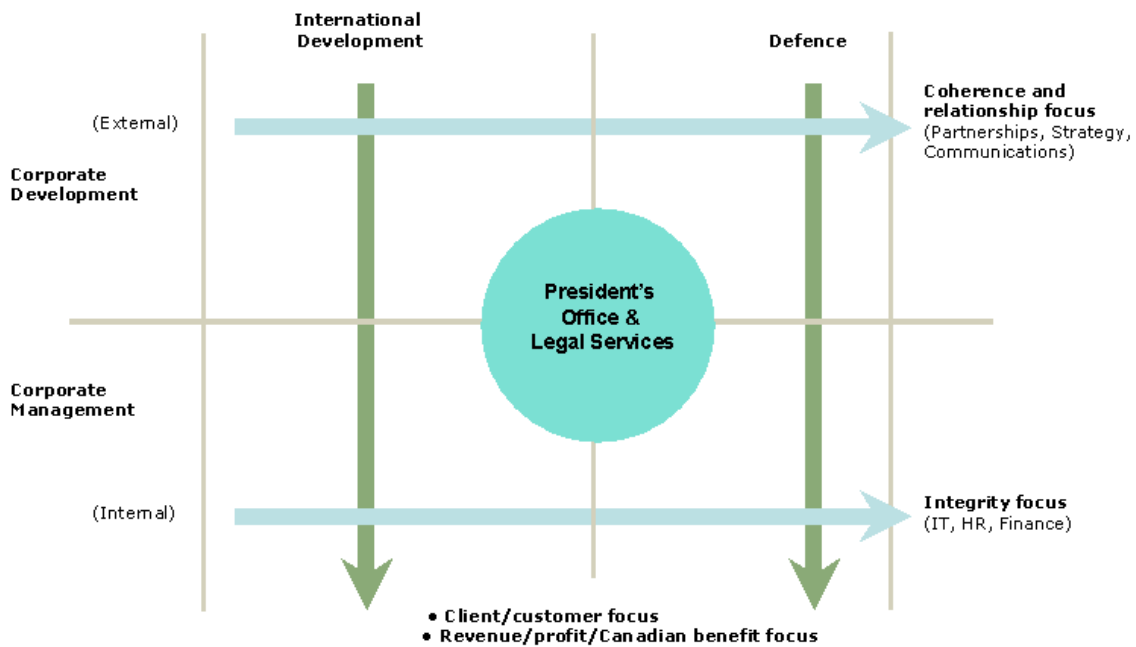 International
Development
Defence
(External)
Coherence and
relationship focus
(Partnerships, Strategy,
Communications)
Corporate
Development
President's
Office &
Legal Services
Corporate
Management
(Internal)
Integrity focus
(IT, HR, Finance)
• Client/customer focus
• Revenue/profit/Canadian benefit focus